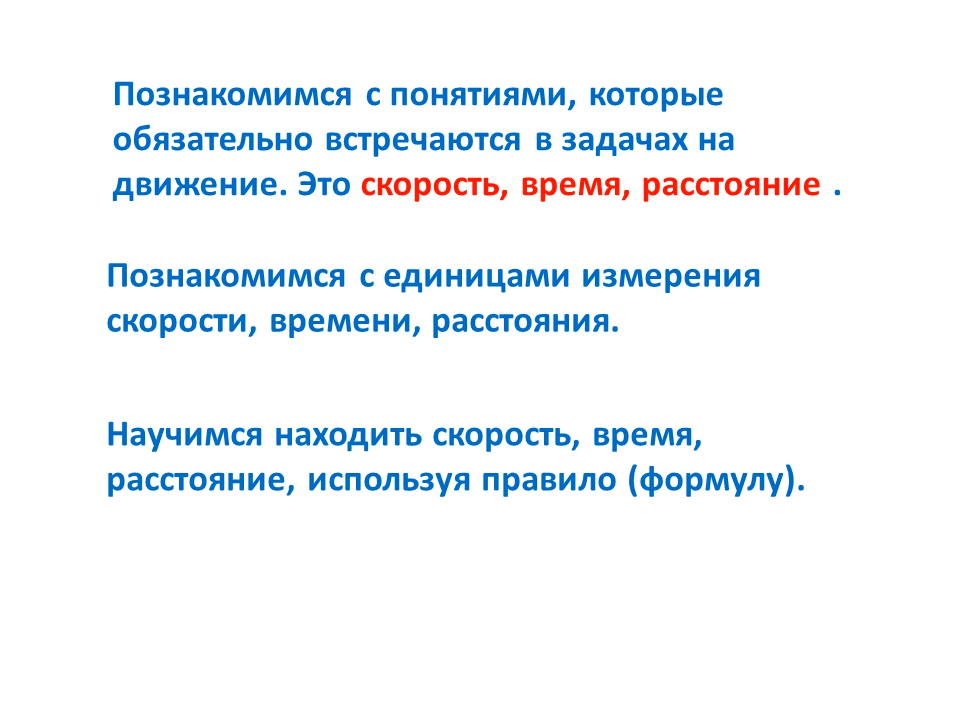 Познакомимся с понятиями, которые
обязательно встречаются в задачах на
движение. Это скорость, время, расстояние .
Познакомимся с единицами измерения
скорости, времени, расстояния.
Научимся находить скорость, время,
расстояние, используя правило (формулу).